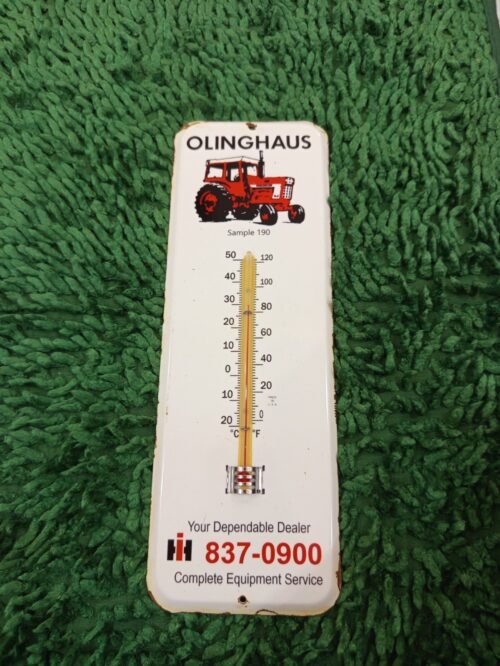 OLINGHAUS
Sample 190
50 120
40 100
30 80
20 60
10 40
0 20
10 0
20
°C °F
Your Dependable Dealer
IH 837-0900
Complete Equipment Service